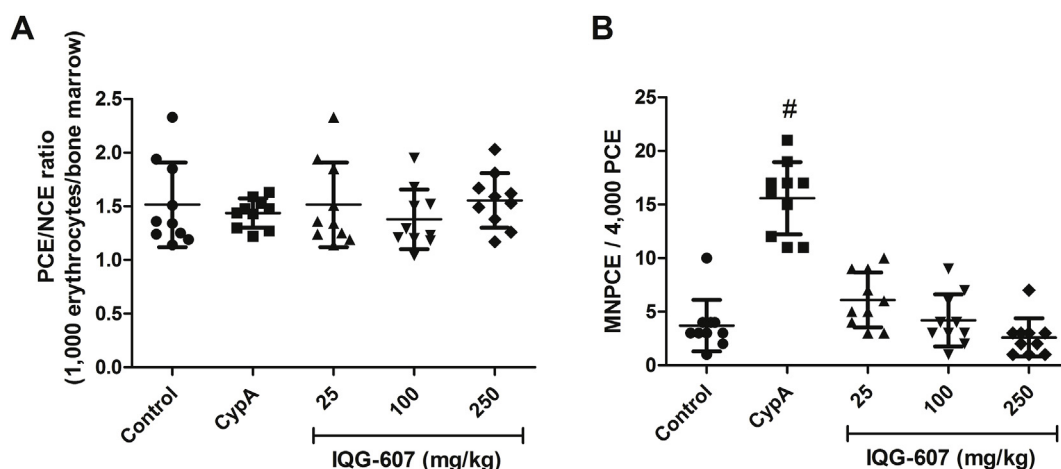 A
PCE/NCE ratio
(1,000 erythrocytes/bone marrow)
2.5
2.0
1.5
1.0
0.5
0.0
Control
CypA
25
100
250
IQG-607 (mg/kg)
B
MNPCE / 4,000 PCE
25
20
15
10
5
0
#
Control
CypA
25
100
250
IQG-607 (mg/kg)